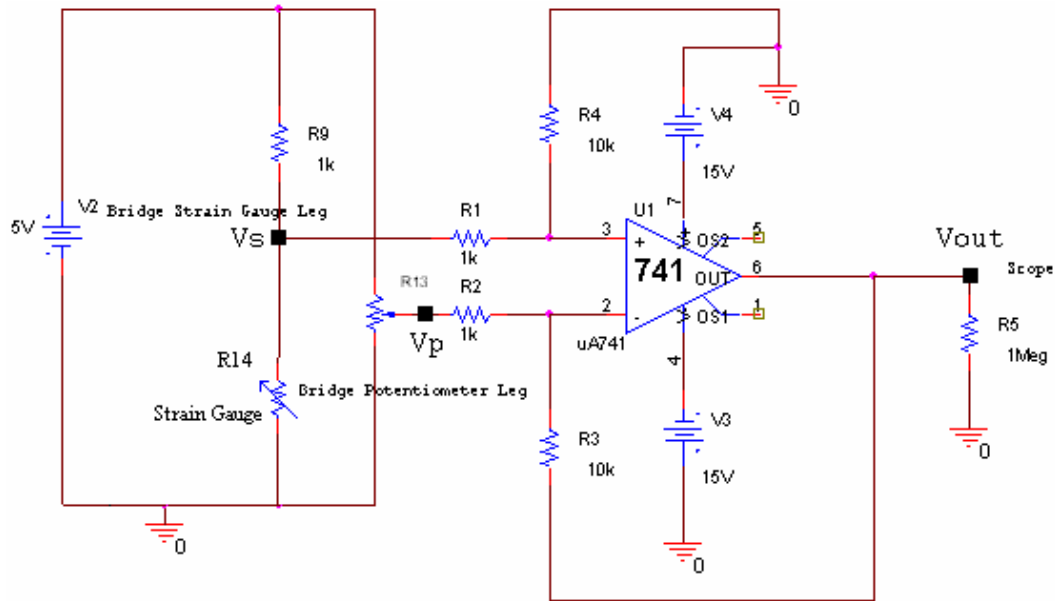 R9
1k
R4
10k
V4
15V
0
5V
V2
Bridge Strain Gauge Leg
Vs
R1
1k
R13
R2
1k
Vp
U1
7
3
+
741
OS2
5
OUT
6
2
-
OS1
1
uA741
4
Vout
Scope
R5
1Meg
0
R14
Bridge Potentiometer Leg
Strain Gauge
R3
10k
V3
15V
0
0